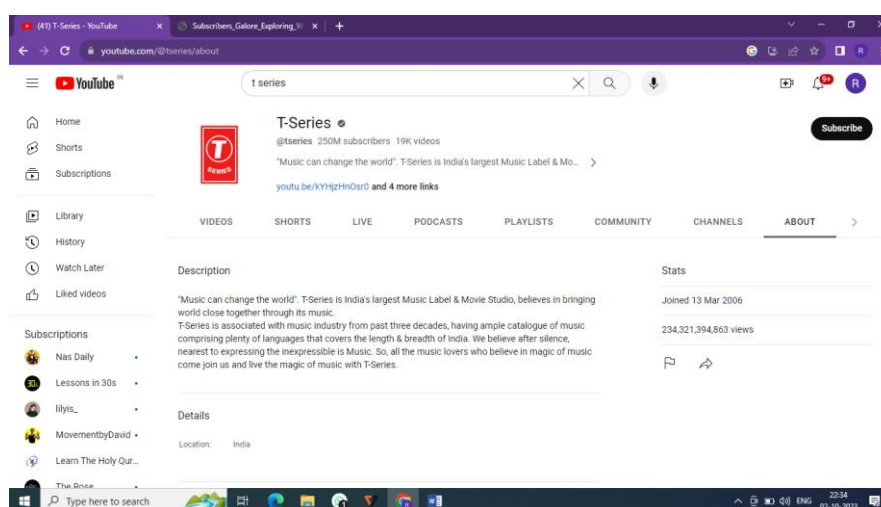 (41) T-Series - YouTube
Subscribers_Galore_Exploring_W
youtube.com/@tseries/about
R
YouTube IN
t series
9+
R
Home
Shorts
Subscriptions
Library
History
Watch Later
Liked videos
Subscriptions
Nas Daily
Lessons in 30s
lilyis_
MovementbyDavid
Learn The Holy Qur...
The Rose
T
SERIES
T-Series
@tseries 250M subscribers 19K videos
"Music can change the world". T-Series is India's largest Music Label & Mo...
youtu.be/kYHjzHnOsr0 and 4 more links
Subscribe
VIDEOS SHORTS LIVE PODCASTS PLAYLISTS COMMUNITY CHANNELS ABOUT
Description
"Music can change the world". T-Series is India's largest Music Label & Movie Studio, believes in bringing
world close together through its music.
T-Series is associated with music industry from past three decades, having ample catalogue of music
comprising plenty of languages that covers the length & breadth of India. We believe after silence,
nearest to expressing the inexpressible is Music. So, all the music lovers who believe in magic of music
come join us and live the magic of music with T-Series.
Details
Location: India
Stats
Joined 13 Mar 2006
234,321,394,863 views
Type here to search
ENG
22:34
02-10-2023